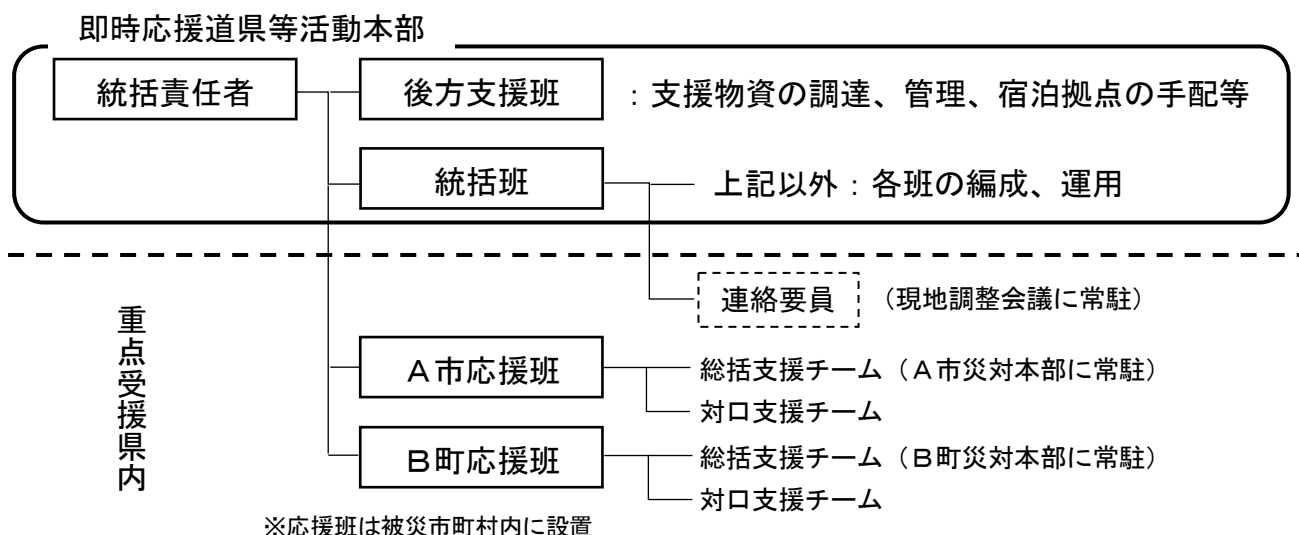 即時応援道県等活動本部
統括責任者
後方支援班 ：支援物資の調達、管理、宿泊拠点の手配等
統括班 上記以外：各班の編成、運用
連絡要員 （現地調整会議に常駐）
重点受援県内
A市応援班
総括支援チーム（A市災対本部に常駐）
対口支援チーム
B町応援班
総括支援チーム（B町災対本部に常駐）
対口支援チーム
※応援班は被災市町村内に設置